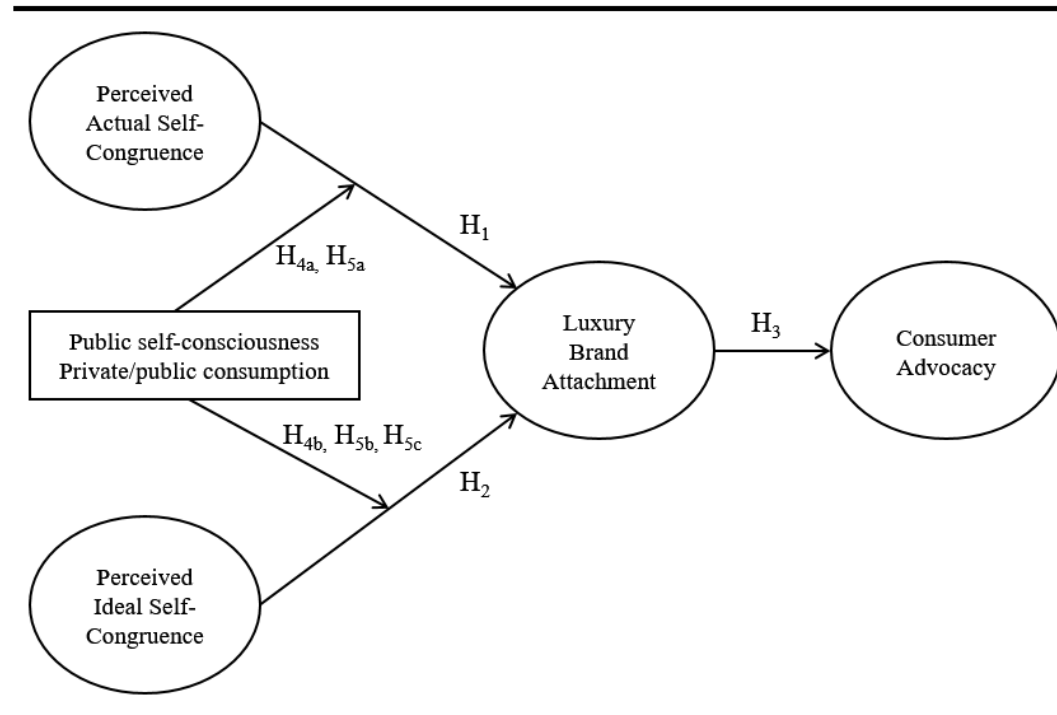 Perceived
Actual Self-
Congruence
H₁
H₄ₐ, H₅ₐ
Public self-consciousness
Private/public consumption
Luxury
Brand
Attachment
H₃
Consumer
Advocacy
H₄b, H₅b, H₅c
H₂
Perceived
Ideal Self-
Congruence